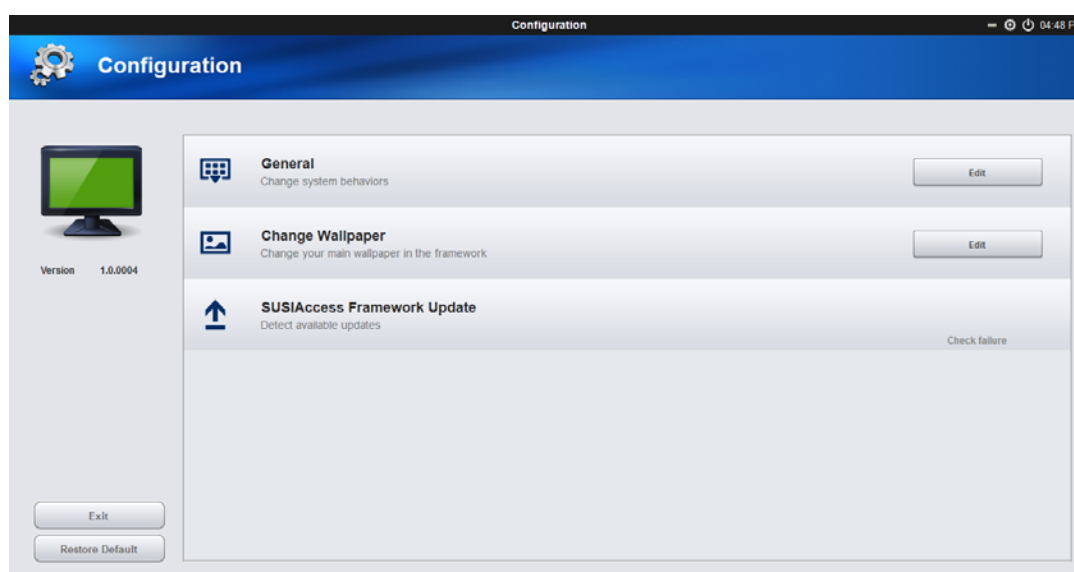 Configuration
04:48 P
Configuration
General
Change system behaviors
Edit
Change Wallpaper
Change your main wallpaper in the framework
Edit
Version 1.0.0004
SUSIAccess Framework Update
Detect available updates
Check failure
Exit
Restore Default